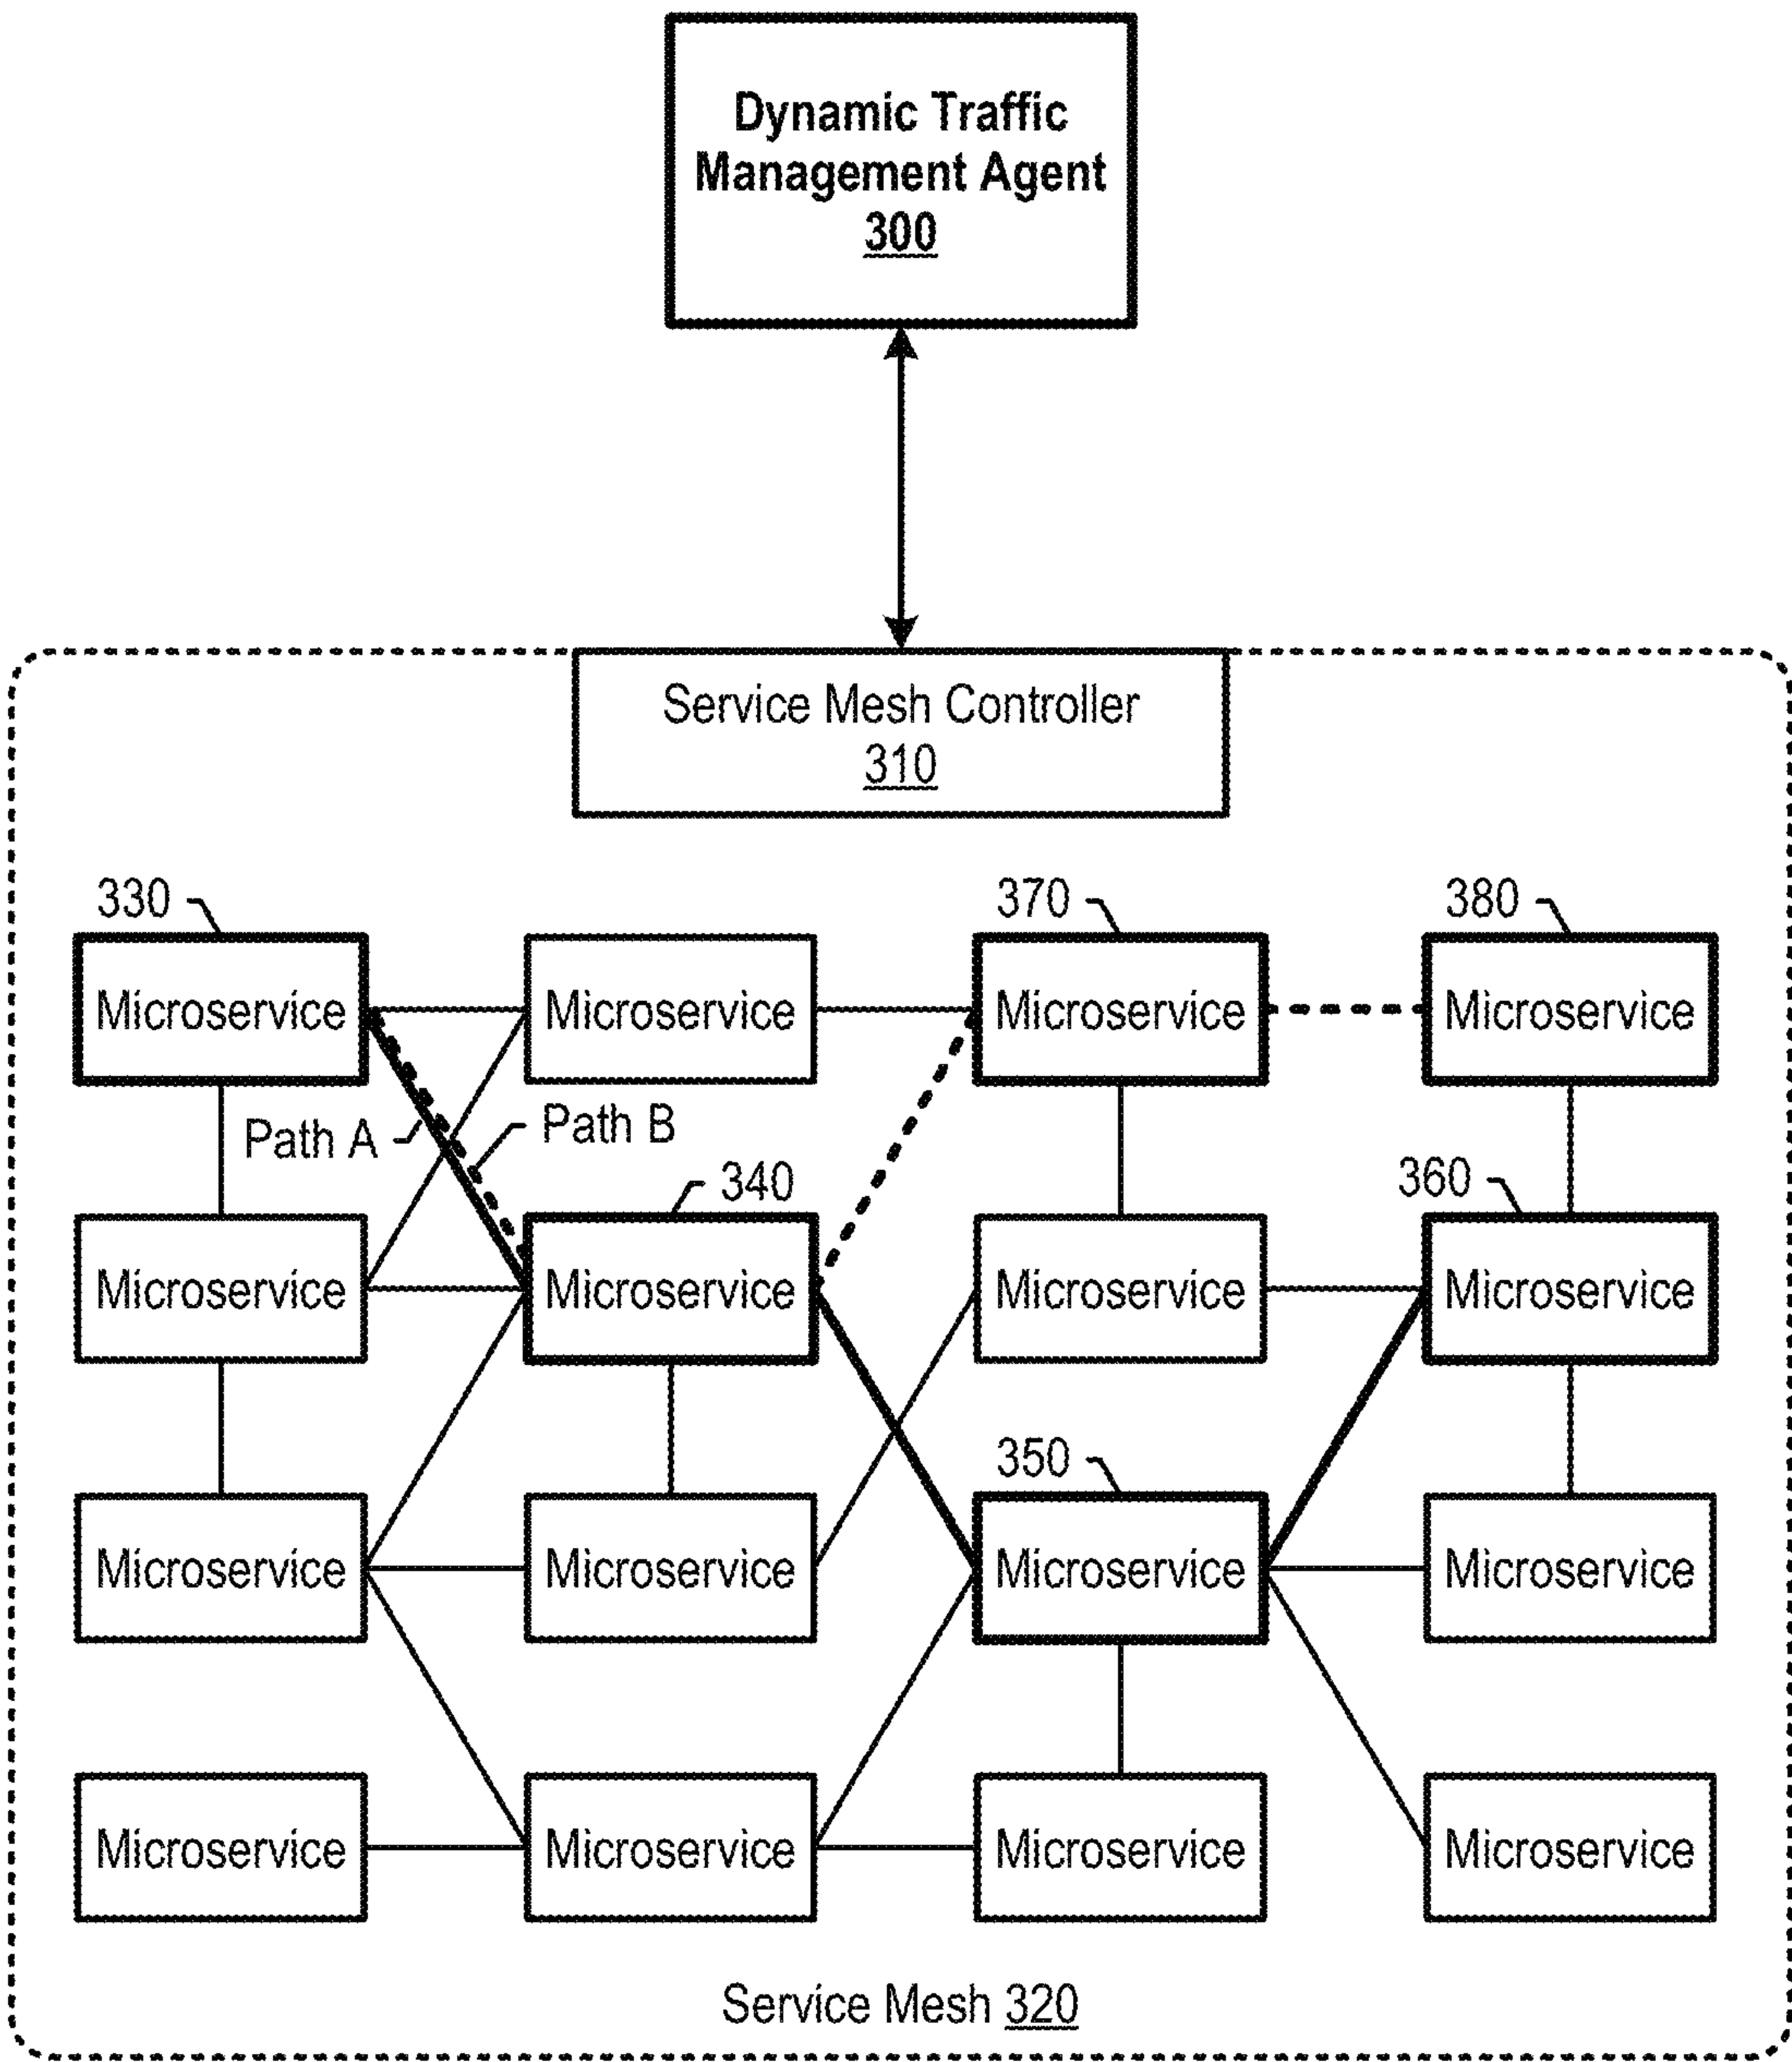 Dynamic Traffic
Management Agent
300
Service Mesh Controller
310
330
370
380
Microservice
Microservice
Microservice
Microservice
Path A
Path B
340
360
Microservice
Microservice
Microservice
Microservice
350
Microservice
Microservice
Microservice
Microservice
Microservice
Microservice
Microservice
Microservice
Service Mesh 320